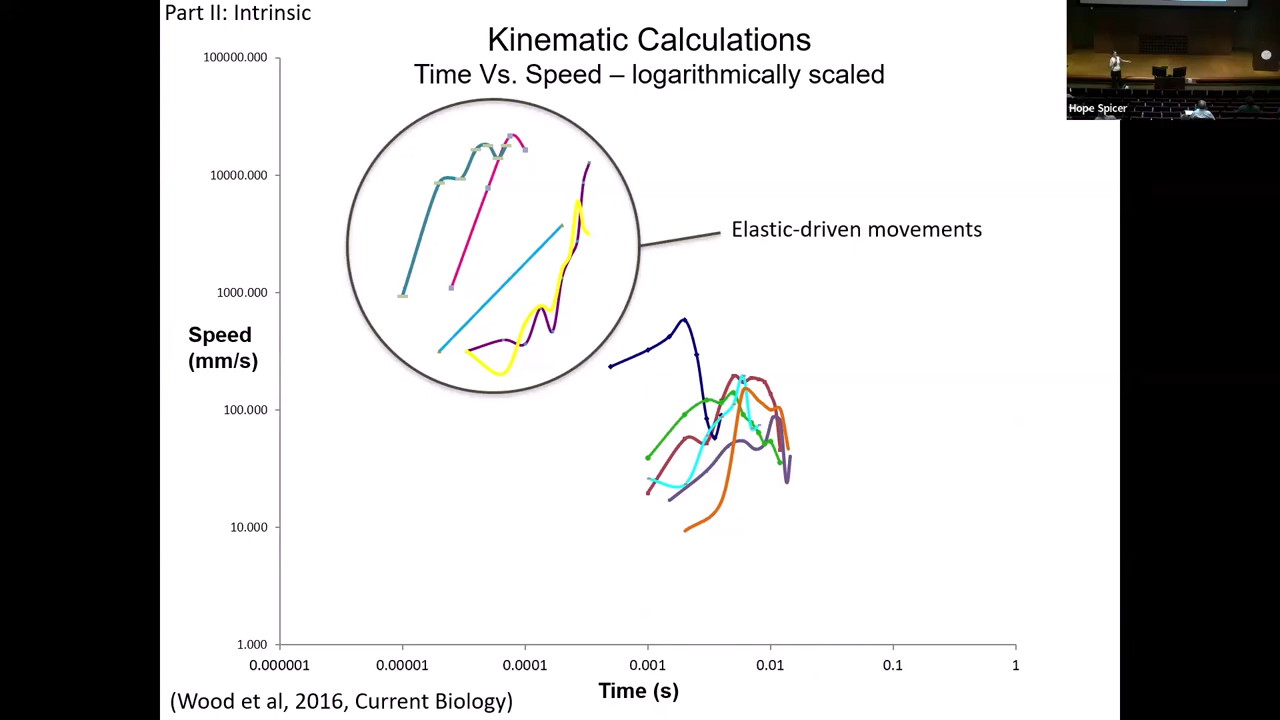 Part II: Intrinsic
Kinematic Calculations
Time Vs. Speed – logarithmically scaled
Hope Spicer
100000.000
10000.000
1000.000
100.000
10.000
1.000
Speed
(mm/s)
Elastic-driven movements
0.000001
0.00001
0.0001
0.001
0.01
0.1
1
Time (s)
(Wood et al, 2016, Current Biology)